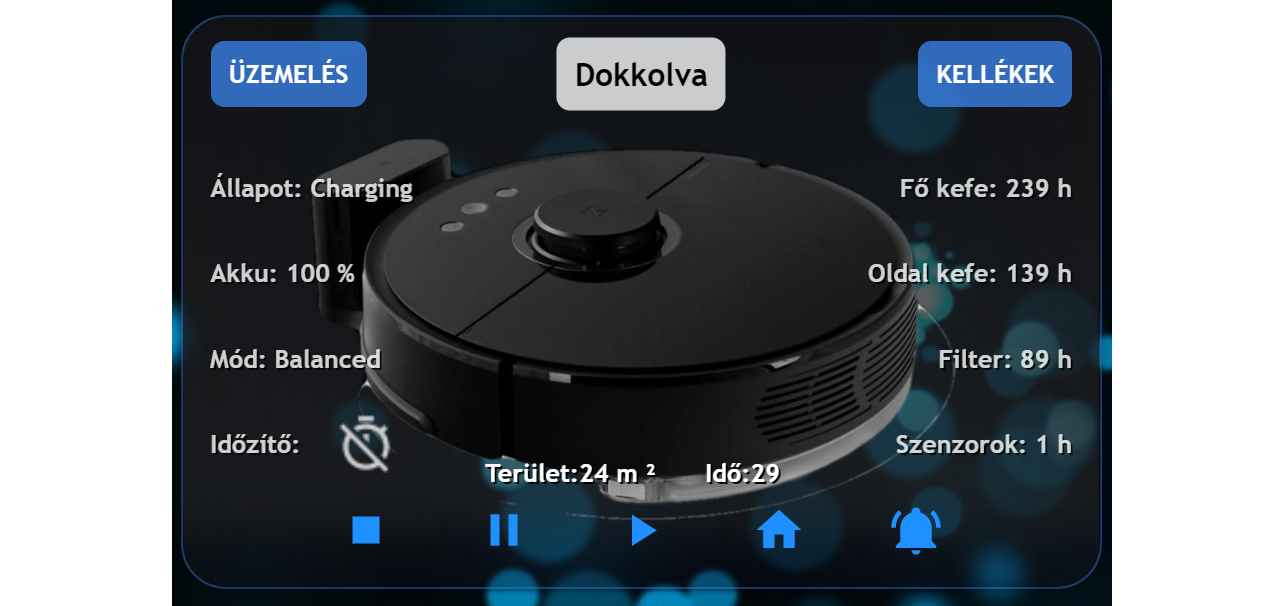 ÜZEMELÉS
Dokkolva
KELLÉKEK
Állapot: Charging
Fő kefe: 239 h
Akku: 100 %
Oldal kefe: 139 h
Mód: Balanced
Filter: 89 h
Időzítő:
Szenzorok: 1 h
Terület:24 m ²
Idő:29